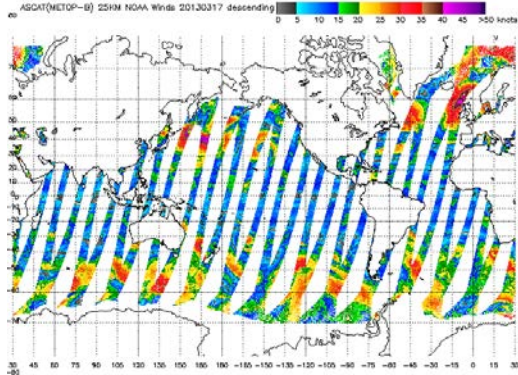 ASCAT(METOP-B) 25KM NOAA Winds 20130317 descending
0 5 10 15 20 25 30 35 40 45 >50 knots
30 45 60 75 90 105 120 135 150 165 180 -165 -150 -135 -120 -105 -90 -75 -60 -45 -30 -15 0 15 30